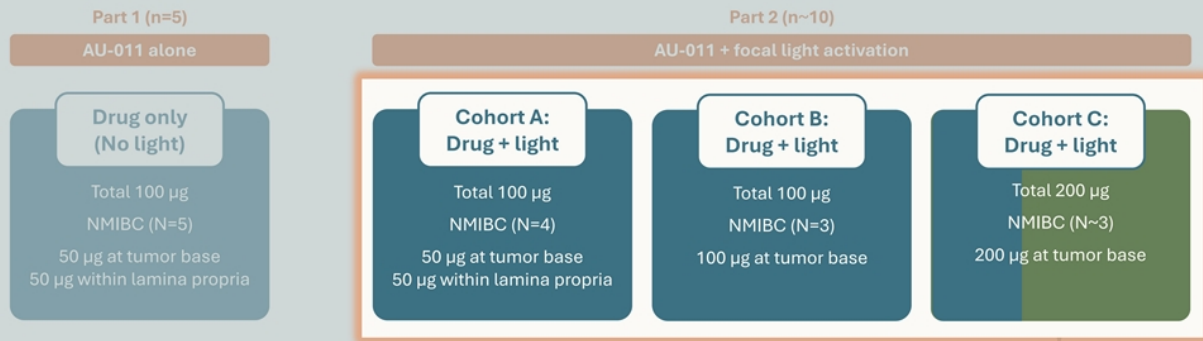 Part 1 (n=5)
AU-011 alone
Drug only
(No light)
Total 100 µg
NMIBC (N=5)
50 µg at tumor base
50 µg within lamina propria
Part 2 (n~10)
AU-011 + focal light activation
Cohort A:
Drug + light
Total 100 µg
NMIBC (N=4)
50 µg at tumor base
50 µg within lamina propria
Cohort B:
Drug + light
Total 100 µg
NMIBC (N=3)
100 µg at tumor base
Cohort C:
Drug + light
Total 200 µg
NMIBC (N~3)
200 µg at tumor base